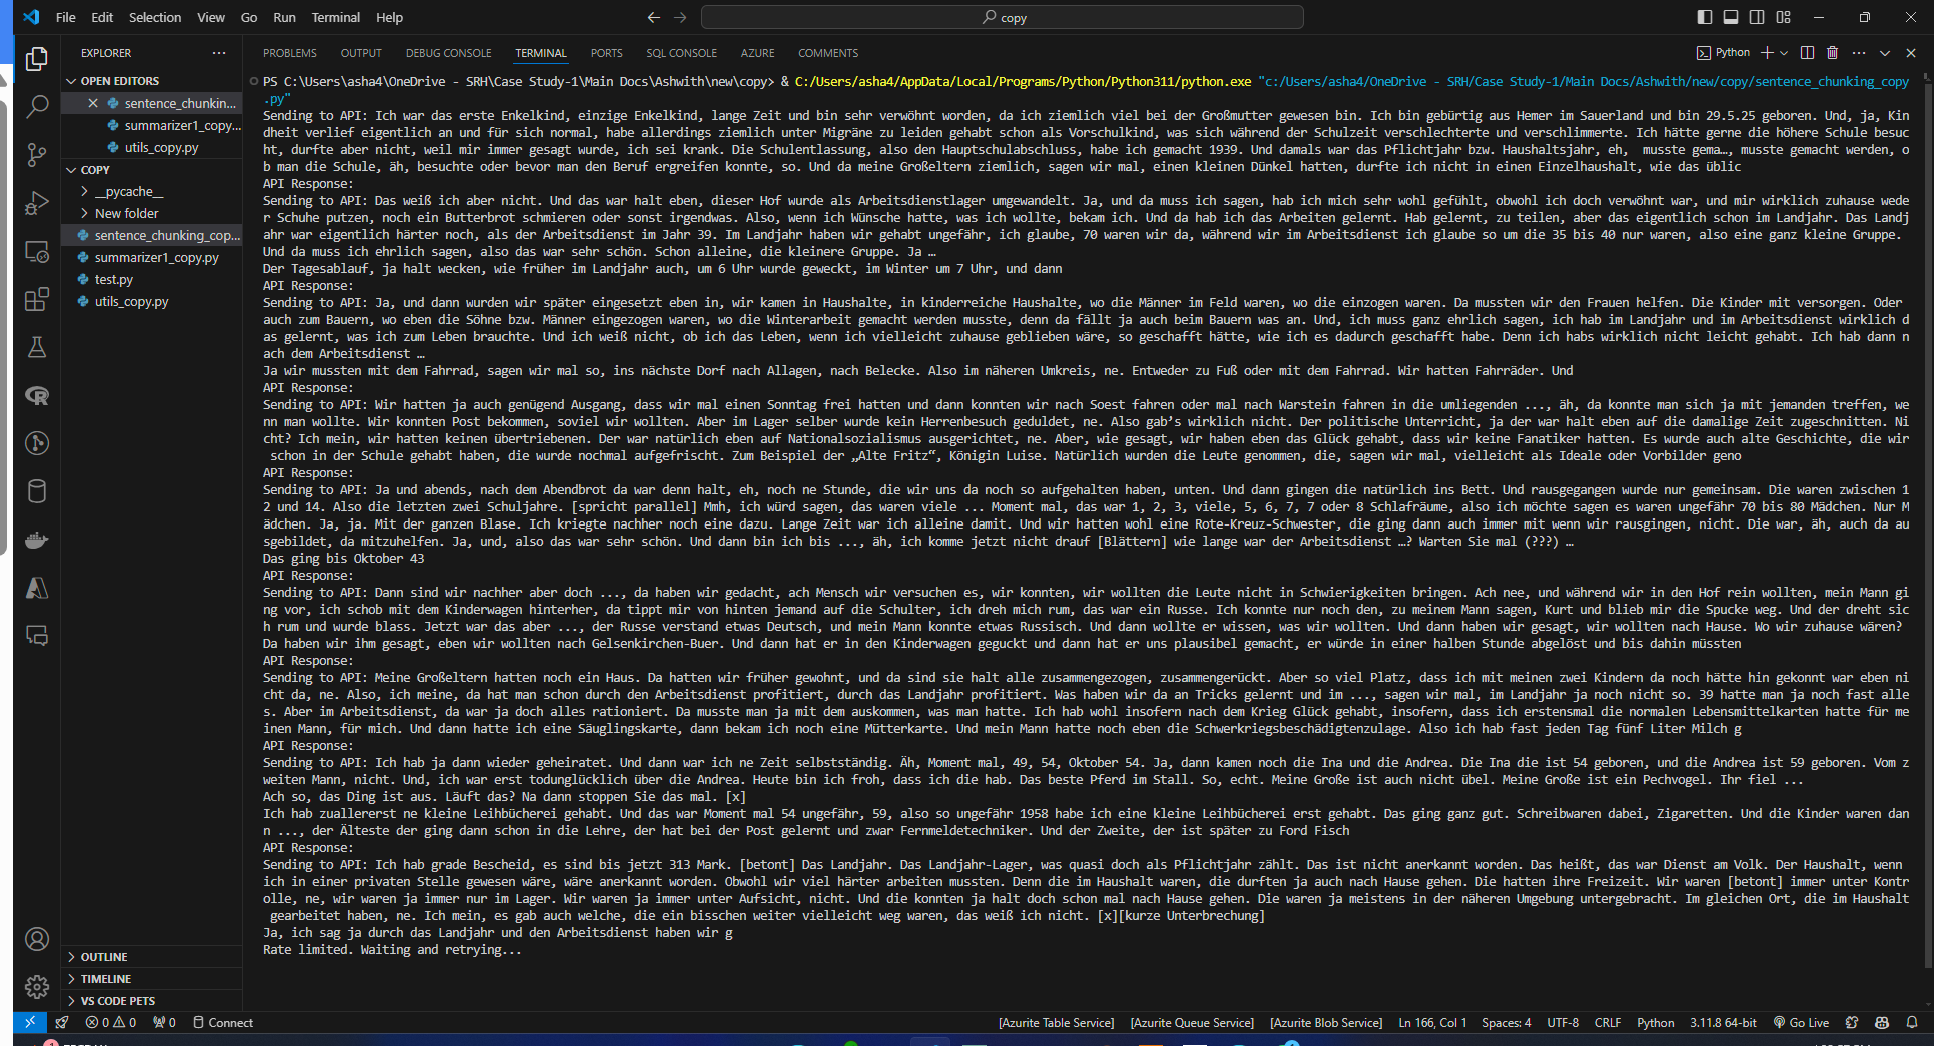 File Edit Selection View Go Run Terminal Help
copy
EXPLORER
OPEN EDITORS
sentence_chunkin...
summarizer1_copy...
utils_copy.py
COPY
__pycache__
New folder
sentence_chunking_cop...
summarizer1_copy.py
test.py
utils_copy.py
OUTLINE
TIMELINE
VS CODE PETS
PROBLEMS OUTPUT DEBUG CONSOLE TERMINAL PORTS SQL CONSOLE AZURE COMMENTS
Python
PS C:\Users\asha4\OneDrive - SRH\Case Study-1\Main Docs\Ashwith\new\copy> & C:/Users/asha4/AppData/Local/Programs/Python/Python311/python.exe "c:/Users/asha4/OneDrive - SRH/Case Study-1/Main Docs/Ashwith/new/copy/sentence_chunking_copy
.py"
Sending to API: Ich war das erste Enkelkind, einzige Enkelkind, lange Zeit und bin sehr verwöhnt worden, da ich ziemlich viel bei der Großmutter gewesen bin. Ich bin gebürtig aus Hemer im Sauerland und bin 29.5.25 geboren. Und, ja, Kin
dheit verlief eigentlich an und für sich normal, habe allerdings ziemlich unter Migräne zu leiden gehabt schon als Vorschulkind, was sich während der Schulzeit verschlechterte und verschlimmerte. Ich hätte gerne die höhere Schule besuc
ht, durfte aber nicht, weil mir immer gesagt wurde, ich sei krank. Die Schulentlassung, also den Hauptschulabschluss, habe ich gemacht 1939. Und damals war das Pflichtjahr bzw. Haushaltsjahr, eh,  musste gema…, musste gemacht werden, o
b man die Schule, äh, besuchte oder bevor man den Beruf ergreifen konnte, so. Und da meine Großeltern ziemlich, sagen wir mal, einen kleinen Dünkel hatten, durfte ich nicht in einen Einzelhaushalt, wie das üblic
API Response:
Sending to API: Das weiß ich aber nicht. Und das war halt eben, dieser Hof wurde als Arbeitsdienstlager umgewandelt. Ja, und da muss ich sagen, hab ich mich sehr wohl gefühlt, obwohl ich doch verwöhnt war, und mir wirklich zuhause wede
r Schuhe putzen, noch ein Butterbrot schmieren oder sonst irgendwas. Also, wenn ich Wünsche hatte, was ich wollte, bekam ich. Und da hab ich das Arbeiten gelernt. Hab gelernt, zu teilen, aber das eigentlich schon im Landjahr. Das Landj
ahr war eigentlich härter noch, als der Arbeitsdienst im Jahr 39. Im Landjahr haben wir gehabt ungefähr, ich glaube, 70 waren wir da, während wir im Arbeitsdienst ich glaube so um die 35 bis 40 nur waren, also eine ganz kleine Gruppe.
Und da muss ich ehrlich sagen, also das war sehr schön. Schon alleine, die kleinere Gruppe. Ja …
Der Tagesablauf, ja halt wecken, wie früher im Landjahr auch, um 6 Uhr wurde geweckt, im Winter um 7 Uhr, und dann
API Response:
Sending to API: Ja, und dann wurden wir später eingesetzt eben in, wir kamen in Haushalte, in kinderreiche Haushalte, wo die Männer im Feld waren, wo die einzogen waren. Da mussten wir den Frauen helfen. Die Kinder mit versorgen. Oder
auch zum Bauern, wo eben die Söhne bzw. Männer eingezogen waren, wo die Winterarbeit gemacht werden musste, denn da fällt ja auch beim Bauern was an. Und, ich muss ganz ehrlich sagen, ich hab im Landjahr und im Arbeitsdienst wirklich d
as gelernt, was ich zum Leben brauchte. Und ich weiß nicht, ob ich das Leben, wenn ich vielleicht zuhause geblieben wäre, so geschafft hätte, wie ich es dadurch geschafft habe. Denn ich habs wirklich nicht leicht gehabt. Ich hab dann n
ach dem Arbeitsdienst …
Ja wir mussten mit dem Fahrrad, sagen wir mal so, ins nächste Dorf nach Allagen, nach Belecke. Also im näheren Umkreis, ne. Entweder zu Fuß oder mit dem Fahrrad. Wir hatten Fahrräder. Und
API Response:
Sending to API: Wir hatten ja auch genügend Ausgang, dass wir mal einen Sonntag frei hatten und dann konnten wir nach Soest fahren oder mal nach Warstein fahren in die umliegenden ..., äh, da konnte man sich ja mit jemanden treffen, we
nn man wollte. Wir konnten Post bekommen, soviel wir wollten. Aber im Lager selber wurde kein Herrenbesuch geduldet, ne. Also gab’s wirklich nicht. Der politische Unterricht, ja der war halt eben auf die damalige Zeit zugeschnitten. Ni
cht? Ich mein, wir hatten keinen übertriebenen. Der war natürlich eben auf Nationalsozialismus ausgerichtet, ne. Aber, wie gesagt, wir haben eben das Glück gehabt, dass wir keine Fanatiker hatten. Es wurde auch alte Geschichte, die wir
schon in der Schule gehabt haben, die wurde nochmal aufgefrischt. Zum Beispiel der „Alte Fritz“, Königin Luise. Natürlich wurden die Leute genommen, die, sagen wir mal, vielleicht als Ideale oder Vorbilder geno
API Response:
Sending to API: Ja und abends, nach dem Abendbrot da war denn halt, eh, noch ne Stunde, die wir uns da noch so aufgehalten haben, unten. Und dann gingen die natürlich ins Bett. Und rausgegangen wurde nur gemeinsam. Die waren zwischen 1
2 und 14. Also die letzten zwei Schuljahre. [spricht parallel] Mmh, ich würd sagen, das waren viele ... Moment mal, das war 1, 2, 3, viele, 5, 6, 7, 7 oder 8 Schlafräume, also ich möchte sagen es waren ungefähr 70 bis 80 Mädchen. Nur M
ädchen. Ja, ja. Mit der ganzen Blase. Ich kriegte nachher noch eine dazu. Lange Zeit war ich alleine damit. Und wir hatten wohl eine Rote-Kreuz-Schwester, die ging dann auch immer mit wenn wir rausgingen, nicht. Die war, äh, auch da au
sgebildet, da mitzuhelfen. Ja, und, also das war sehr schön. Und dann bin ich bis ..., äh, ich komme jetzt nicht drauf [Blättern] wie lange war der Arbeitsdienst …? Warten Sie mal (???) …
Das ging bis Oktober 43
API Response:
Sending to API: Dann sind wir nachher aber doch ..., da haben wir gedacht, ach Mensch wir versuchen es, wir konnten, wir wollten die Leute nicht in Schwierigkeiten bringen. Ach nee, und während wir in den Hof rein wollten, mein Mann gi
ng vor, ich schob mit dem Kinderwagen hinterher, da tippt mir von hinten jemand auf die Schulter, ich dreh mich rum, das war ein Russe. Ich konnte nur noch den, zu meinem Mann sagen, Kurt und blieb mir die Spucke weg. Und der dreht sic
h rum und wurde blass. Jetzt war das aber ..., der Russe verstand etwas Deutsch, und mein Mann konnte etwas Russisch. Und dann wollte er wissen, was wir wollten. Und dann haben wir gesagt, wir wollten nach Hause. Wo wir zuhause wären?
Da haben wir ihm gesagt, eben wir wollten nach Gelsenkirchen-Buer. Und dann hat er in den Kinderwagen geguckt und dann hat er uns plausibel gemacht, er würde in einer halben Stunde abgelöst und bis dahin müssten
API Response:
Sending to API: Meine Großeltern hatten noch ein Haus. Da hatten wir früher gewohnt, und da sind sie halt alle zusammengezogen, zusammengerückt. Aber so viel Platz, dass ich mit meinen zwei Kindern da noch hätte hin gekonnt war eben ni
cht da, ne. Also, ich meine, da hat man schon durch den Arbeitsdienst profitiert, durch das Landjahr profitiert. Was haben wir da an Tricks gelernt und im ..., sagen wir mal, im Landjahr ja noch nicht so. 39 hatte man ja noch fast alle
s. Aber im Arbeitsdienst, da war ja doch alles rationiert. Da musste man ja mit dem auskommen, was man hatte. Ich hab wohl insofern nach dem Krieg Glück gehabt, insofern, dass ich erstensmal die normalen Lebensmittelkarten hatte für me
inen Mann, für mich. Und dann hatte ich eine Säuglingskarte, dann bekam ich noch eine Mütterkarte. Und mein Mann hatte noch eben die Schwerkriegsbeschädigtenzulage. Also ich hab fast jeden Tag fünf Liter Milch g
API Response:
Sending to API: Ich hab ja dann wieder geheiratet. Und dann war ich ne Zeit selbstständig. Äh, Moment mal, 49, 54, Oktober 54. Ja, dann kamen noch die Ina und die Andrea. Die Ina die ist 54 geboren, und die Andrea ist 59 geboren. Vom z
weiten Mann, nicht. Und, ich war erst todunglücklich über die Andrea. Heute bin ich froh, dass ich die hab. Das beste Pferd im Stall. So, echt. Meine Große ist auch nicht übel. Meine Große ist ein Pechvogel. Ihr fiel ...
Ach so, das Ding ist aus. Läuft das? Na dann stoppen Sie das mal. [x]
Ich hab zuallererst ne kleine Leihbücherei gehabt. Und das war Moment mal 54 ungefähr, 59, also so ungefähr 1958 habe ich eine kleine Leihbücherei erst gehabt. Das ging ganz gut. Schreibwaren dabei, Zigaretten. Und die Kinder waren dan
n ..., der Älteste der ging dann schon in die Lehre, der hat bei der Post gelernt und zwar Fernmeldetechniker. Und der Zweite, der ist später zu Ford Fisch
API Response:
Sending to API: Ich hab grade Bescheid, es sind bis jetzt 313 Mark. [betont] Das Landjahr. Das Landjahr-Lager, was quasi doch als Pflichtjahr zählt. Das ist nicht anerkannt worden. Das heißt, das war Dienst am Volk. Der Haushalt, wenn
ich in einer privaten Stelle gewesen wäre, wäre anerkannt worden. Obwohl wir viel härter arbeiten mussten. Denn die im Haushalt waren, die durften ja auch nach Hause gehen. Die hatten ihre Freizeit. Wir waren [betont] immer unter Kontr
olle, ne, wir waren ja immer nur im Lager. Wir waren ja immer unter Aufsicht, nicht. Und die konnten ja halt doch schon mal nach Hause gehen. Die waren ja meistens in der näheren Umgebung untergebracht. Im gleichen Ort, die im Haushalt
gearbeitet haben, ne. Ich mein, es gab auch welche, die ein bisschen weiter vielleicht weg waren, das weiß ich nicht. [x][kurze Unterbrechung]
Ja, ich sag ja durch das Landjahr und den Arbeitsdienst haben wir g
Rate limited. Waiting and retrying...
0 0 0 Connect [Azurite Table Service] [Azurite Queue Service] [Azurite Blob Service] Ln 166, Col 1 Spaces: 4 UTF-8 CRLF Python 3.11.8 64-bit Go Live